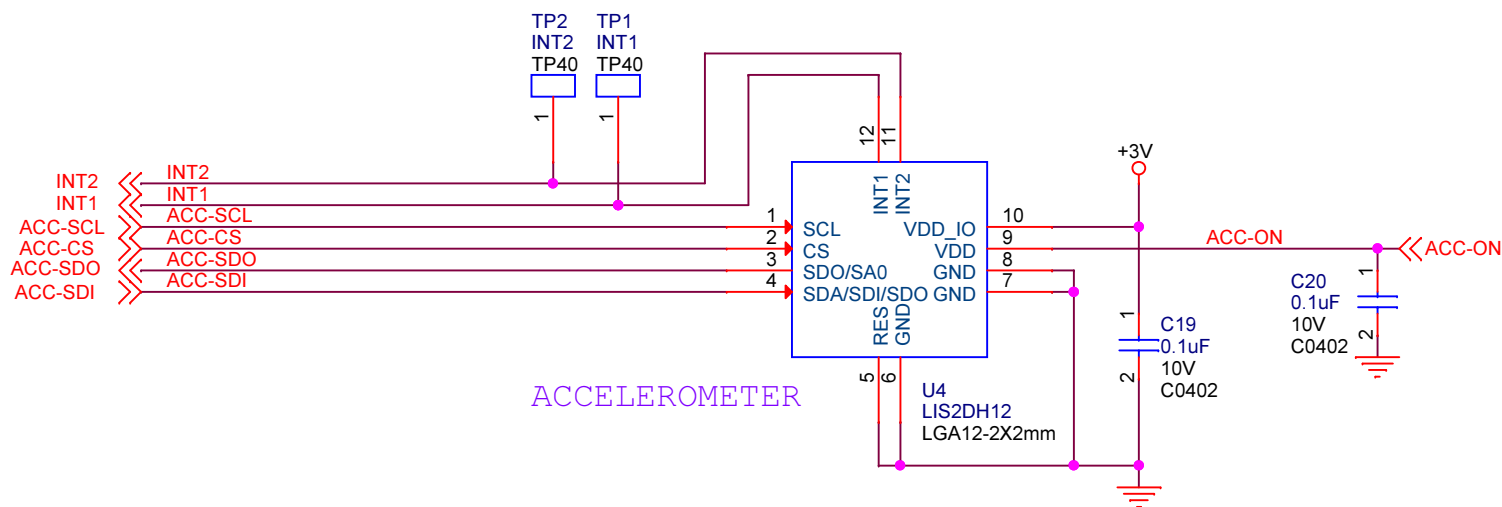 TP2
INT2
TP40
TP1
INT1
TP40
1
1
12
11
+3V
INT2
INT2
INT1
INT1
ACC-SCL
ACC-SCL
ACC-CS
ACC-CS
ACC-SDO
ACC-SDO
ACC-SDI
ACC-SDI
1
2
3
4
INT1
INT2
SCL
CS
SDO/SA0
SDA/SDI/SDO
VDD_IO
VDD
GND
GND
RES
GND
10
9
8
7
ACC-ON
ACC-ON
1
C20
0.1uF
10V
C0402
2
1
C19
0.1uF
10V
C0402
2
5
6
U4
LIS2DH12
LGA12-2X2mm
ACCELEROMETER